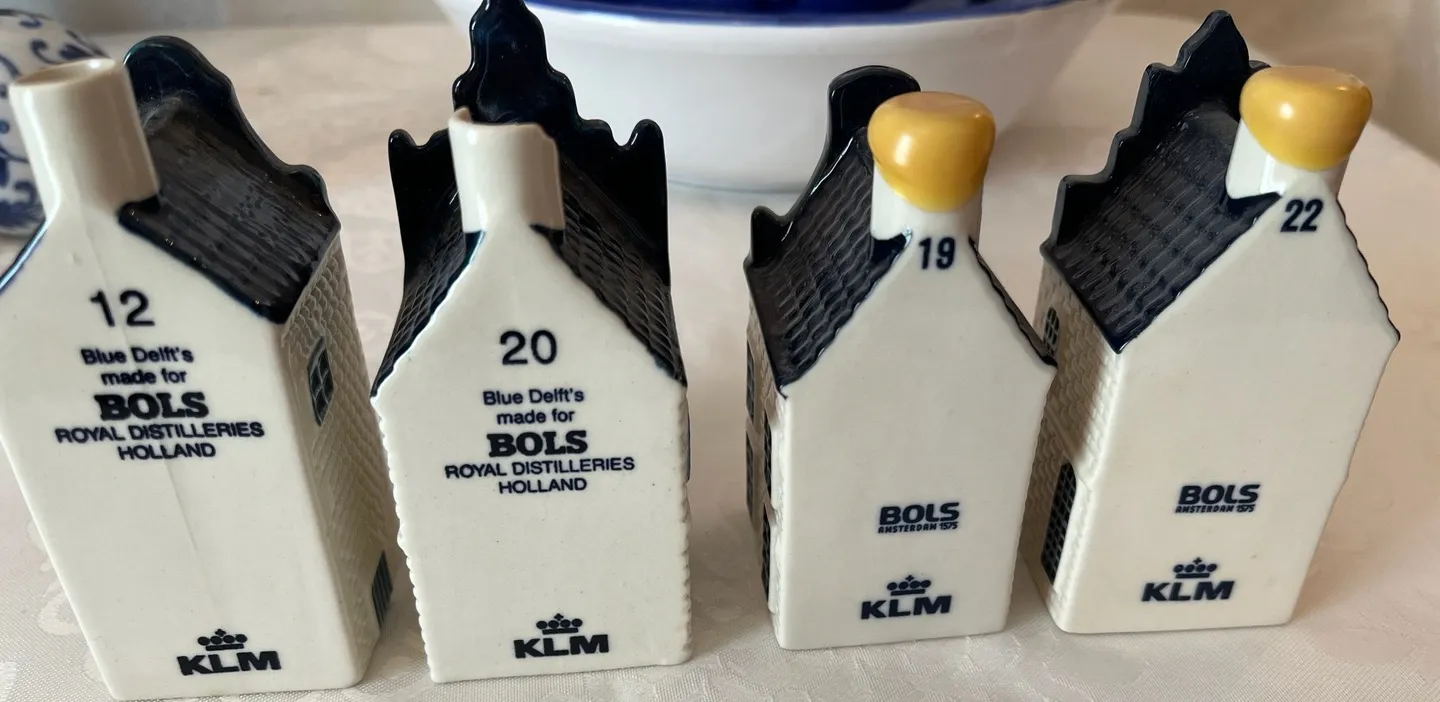 12
Blue Delft's
made for
BOLS
ROYAL DISTILLERIES
HOLLAND
KLM
20
Blue Delft's
made for
BOLS
ROYAL DISTILLERIES
HOLLAND
KLM
19
BOLS
AMSTERDAM 1575
KLM
22
BOLS
AMSTERDAM 1575
KLM